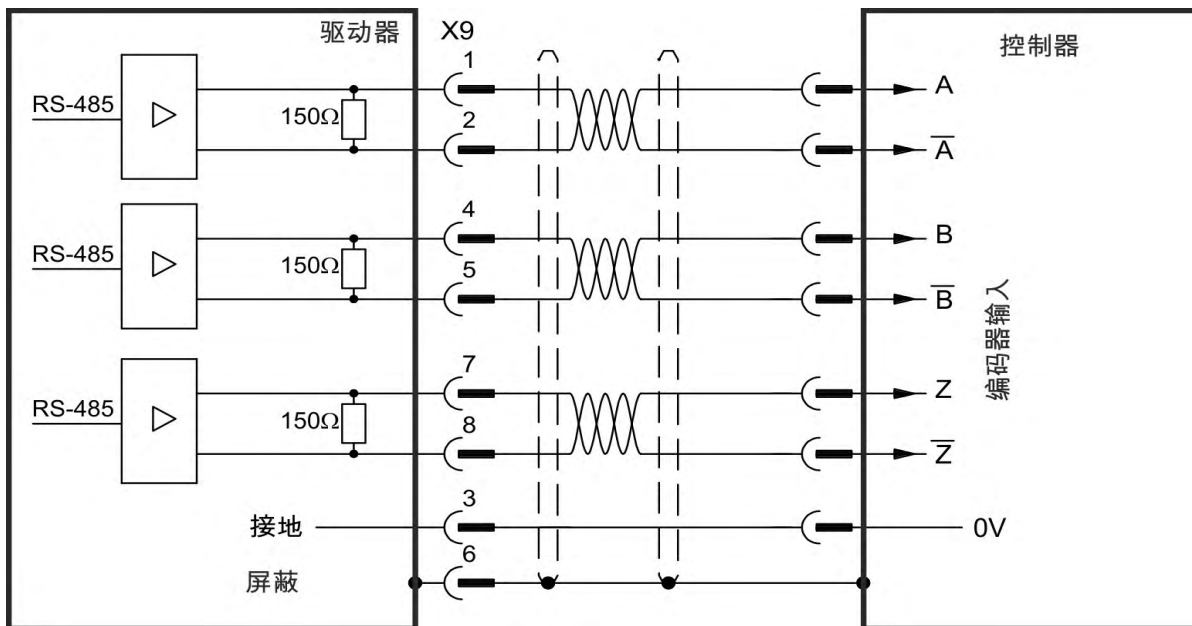 驱动器 X9 控制器
1
RS-485 150Ω A
2 A̅
4
RS-485 150Ω B
5 B̅
编码器输入
7
RS-485 150Ω Z
8 Z̅
3
接地 0V
6
屏蔽